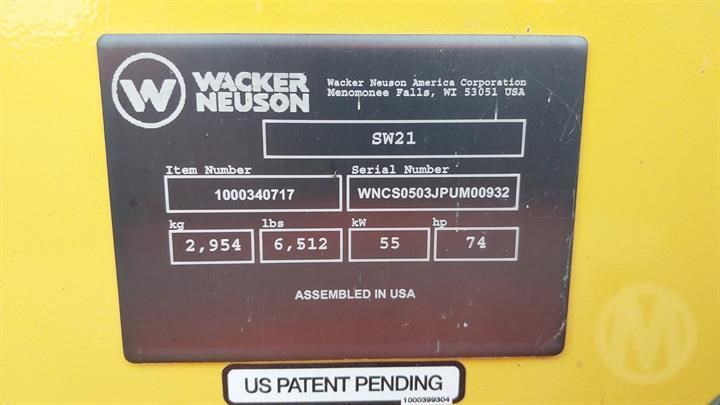 W WACKER NEUSON
Wacker Neuson America Corporation
Menomonee Falls, WI 53051 USA
SW21
Item Number Serial Number
1000340717 WNCS0503JPUM00932
kg lbs kW hp
2,954 6,512 55 74
ASSEMBLED IN USA
US PATENT PENDING
1000399304
M